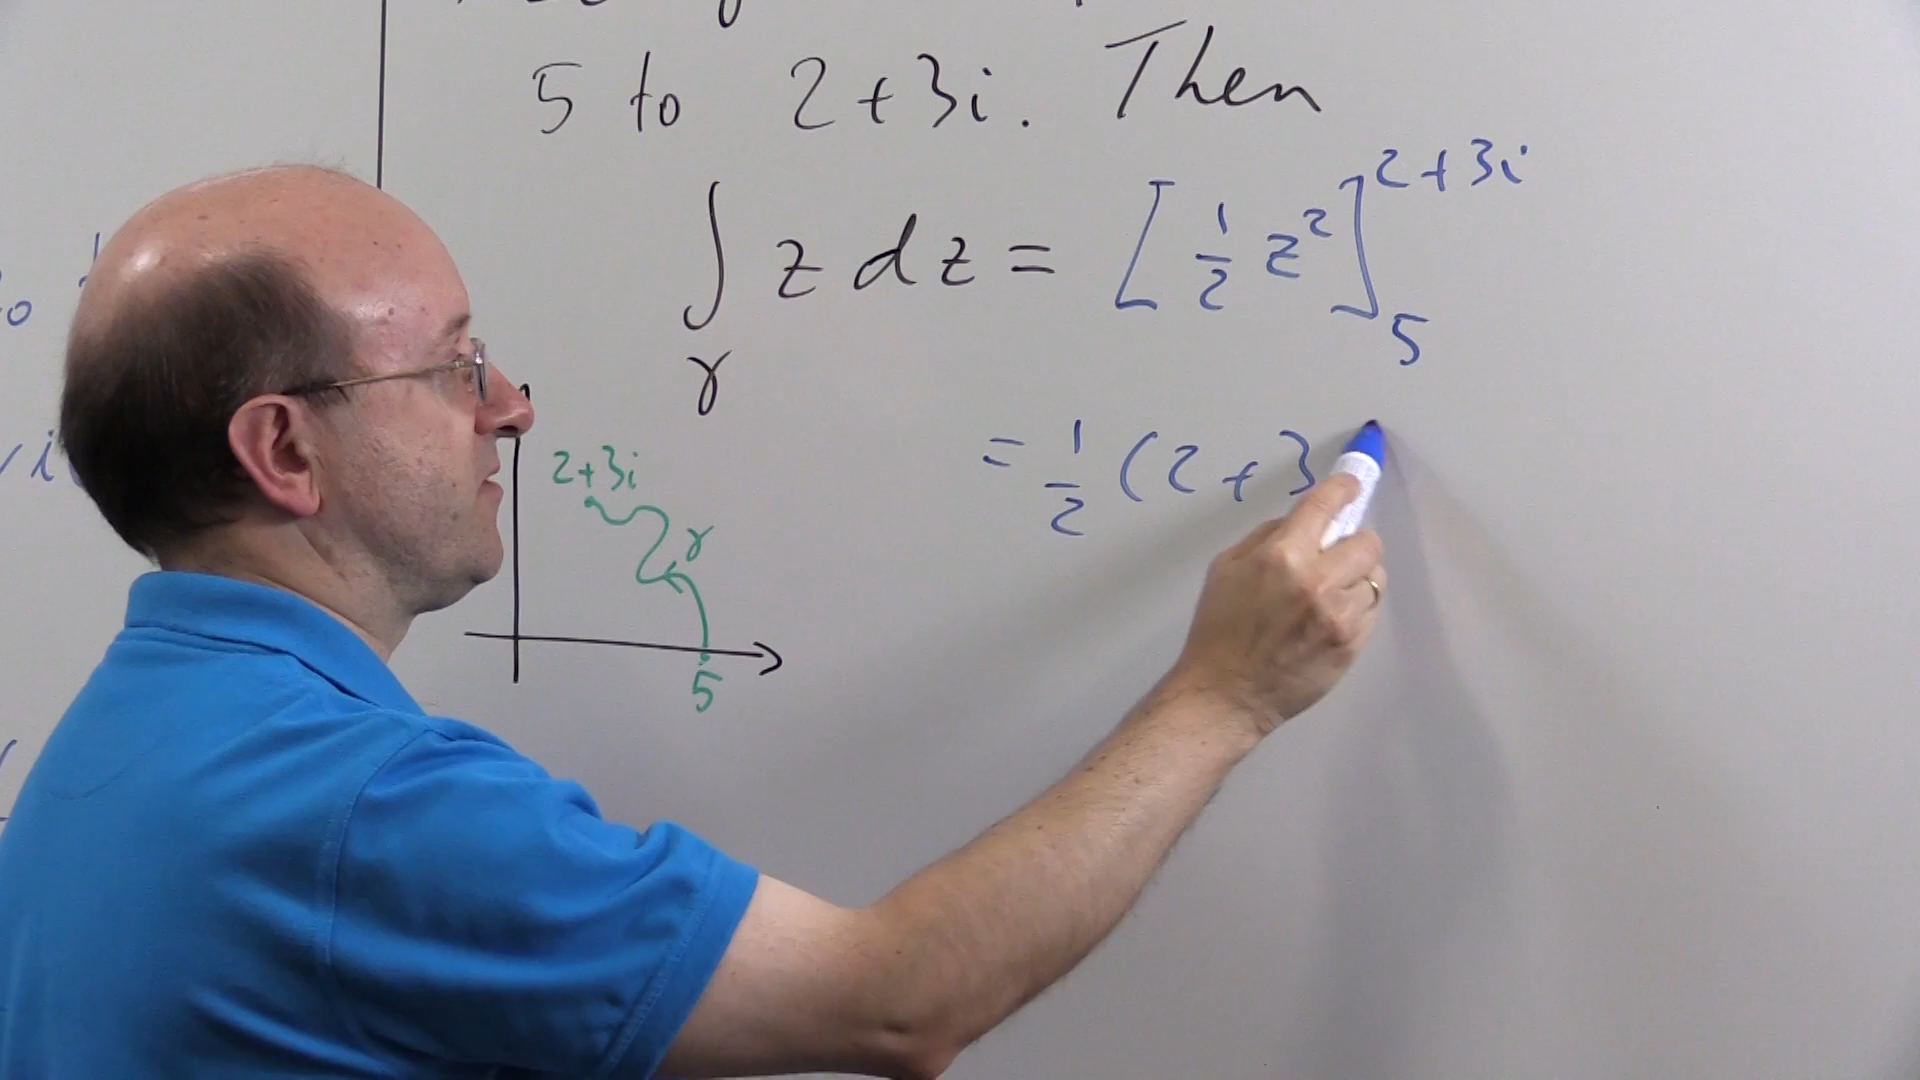 5 to 2+3i. Then
∫ z dz = [ 1/2 z² ]
2+3i
5
γ
= 1/2 (2+3
2+3i
γ
5